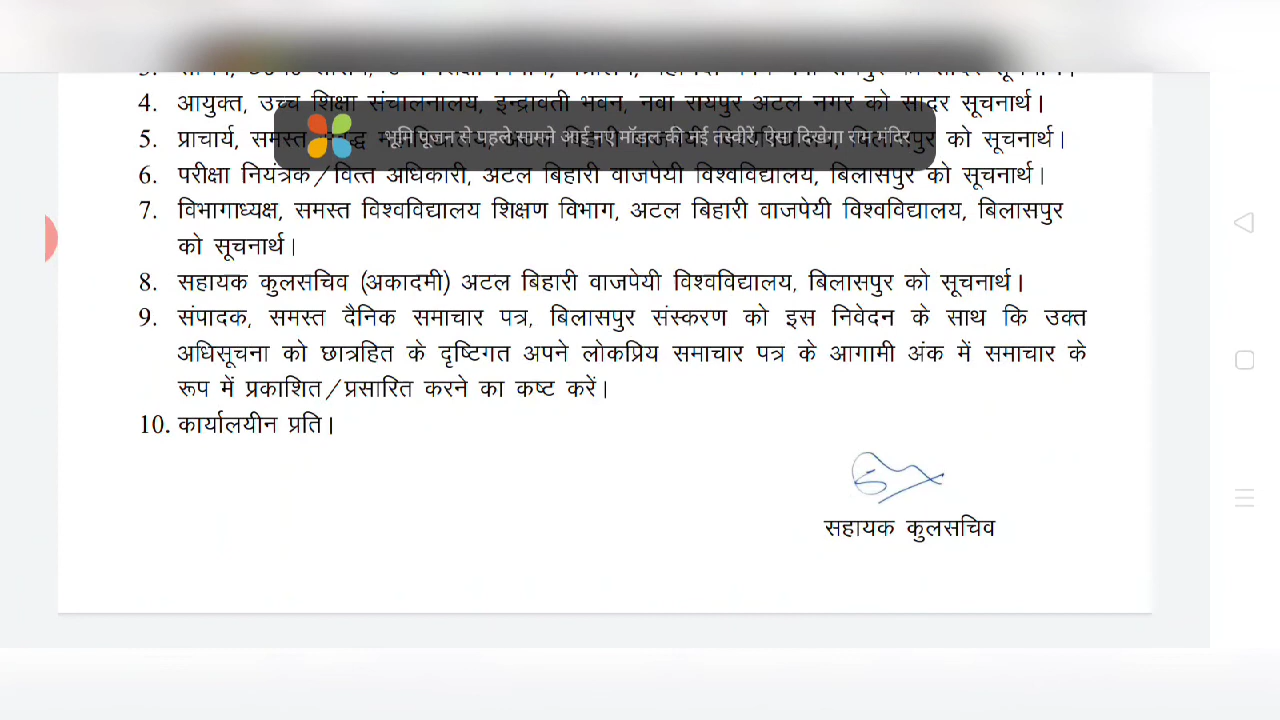 4. आयुक्त, उच्च शिक्षा संचालनालय, इन्द्रावती भवन, नवा रायपुर अटल नगर को सादर सूचनार्थ।
भूमि पूजन से पहले सामने आई नए मॉडल की नई तस्वीरें, ऐसा दिखेगा राम मंदिर
5. प्राचार्य, समस्त को सूचनार्थ।
6. परीक्षा नियंत्रक/वित्त अधिकारी, अटल बिहारी वाजपेयी विश्वविद्यालय, बिलासपुर को सूचनार्थ।
7. विभागाध्यक्ष, समस्त विश्वविद्यालय शिक्षण विभाग, अटल बिहारी वाजपेयी विश्वविद्यालय, बिलासपुर
को सूचनार्थ।
8. सहायक कुलसचिव (अकादमी) अटल बिहारी वाजपेयी विश्वविद्यालय, बिलासपुर को सूचनार्थ।
9. संपादक, समस्त दैनिक समाचार पत्र, बिलासपुर संस्करण को इस निवेदन के साथ कि उक्त
अधिसूचना को छात्रहित के दृष्टिगत अपने लोकप्रिय समाचार पत्र के आगामी अंक में समाचार के
रूप में प्रकाशित/प्रसारित करने का कष्ट करें।
10. कार्यालयीन प्रति।
सहायक कुलसचिव